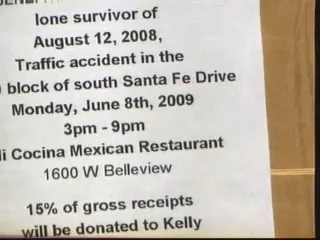 lone survivor of
August 12, 2008,
Traffic accident in the
block of south Santa Fe Drive
Monday, June 8th, 2009
3pm - 9pm
Cocina Mexican Restaurant
1600 W Belleview
15% of gross receipts
will be donated to Kelly